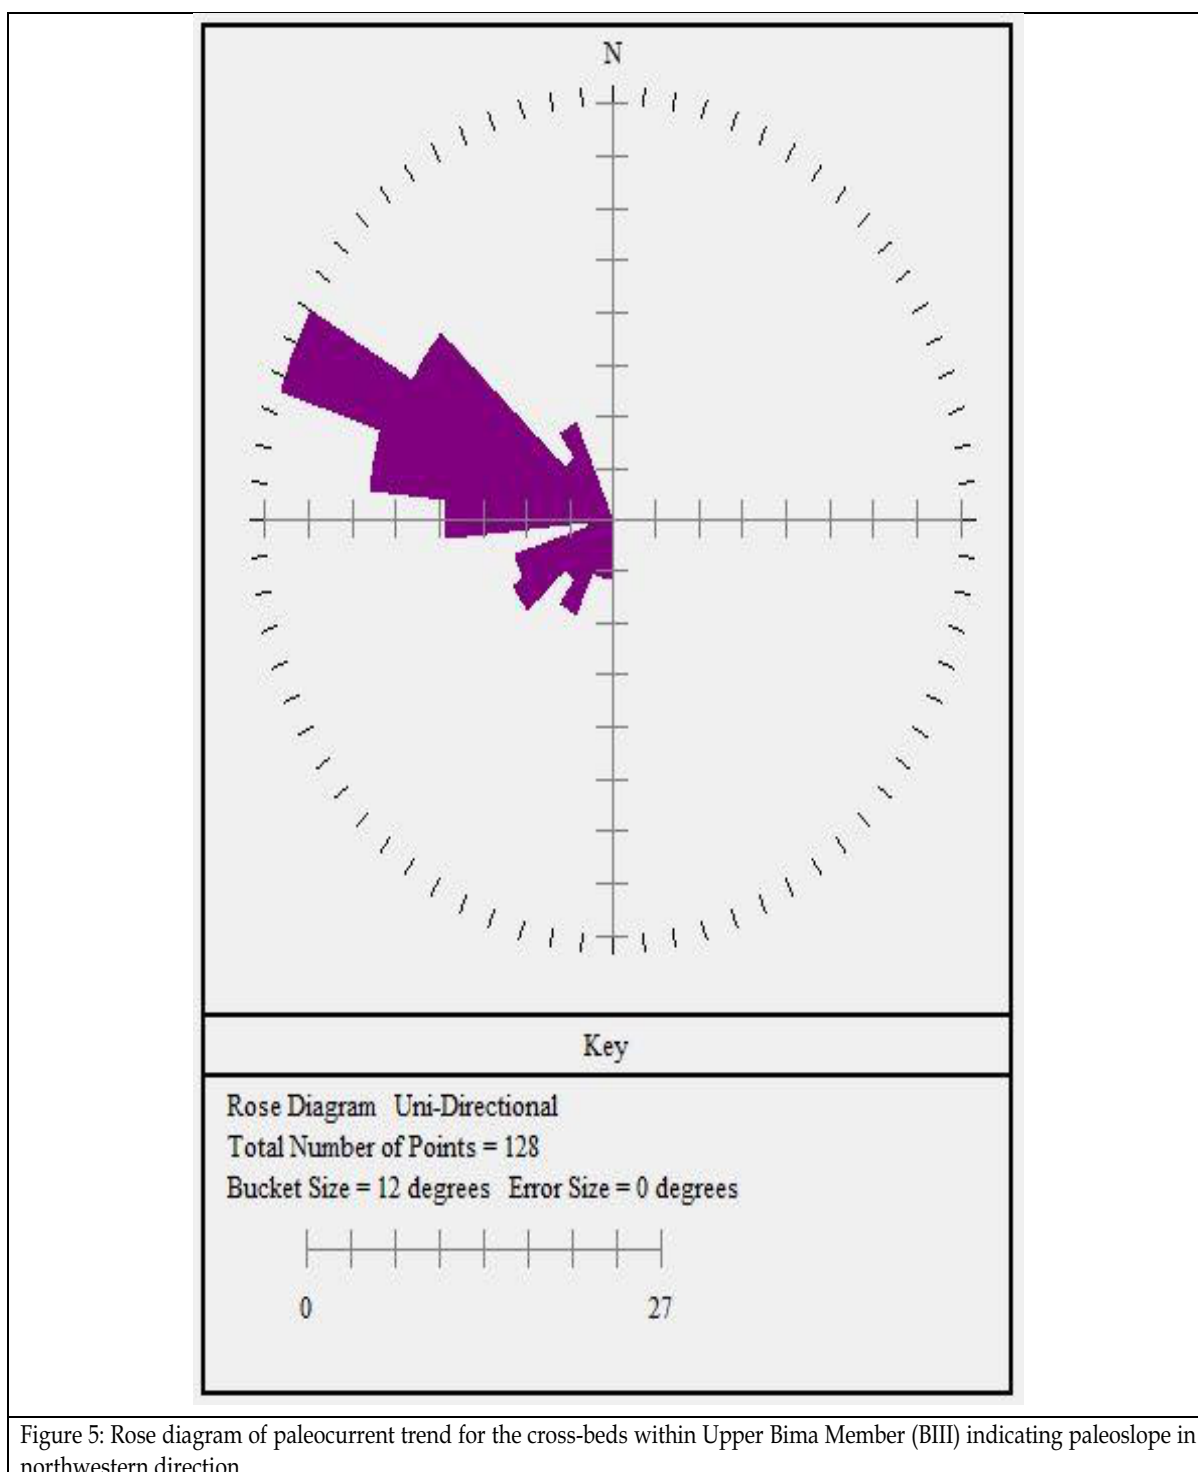 N
Key
Rose Diagram Uni-Directional
Total Number of Points = 128
Bucket Size = 12 degrees Error Size = 0 degrees
0 27
Figure 5: Rose diagram of paleocurrent trend for the cross-beds within Upper Bima Member (BIII) indicating paleoslope in
northwestern direction